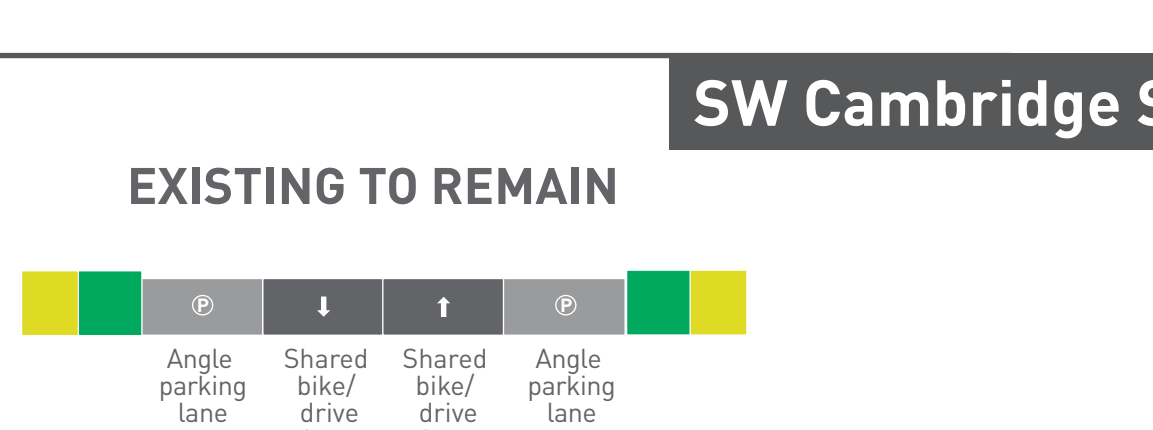 SW Cambridge S
EXISTING TO REMAIN
P P
Angle Shared Shared Angle
parking bike/ bike/ parking
lane drive drive lane